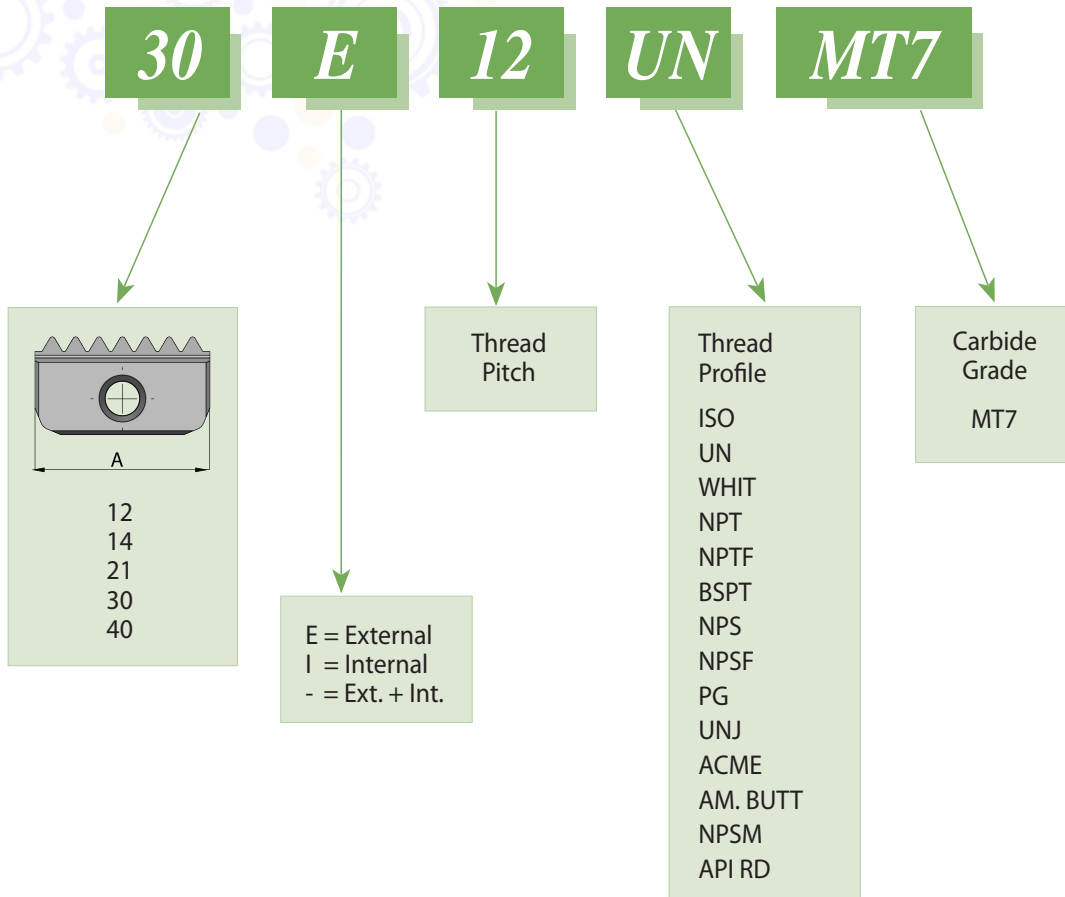 30 E 12 UN MT7
A
12
14
21
30
40
E = External
I = Internal
- = Ext. + Int.
Thread
Pitch
Thread
Profile
ISO
UN
WHIT
NPT
NPTF
BSPT
NPS
NPSF
PG
UNJ
ACME
AM. BUTT
NPSM
API RD
Carbide
Grade
MT7